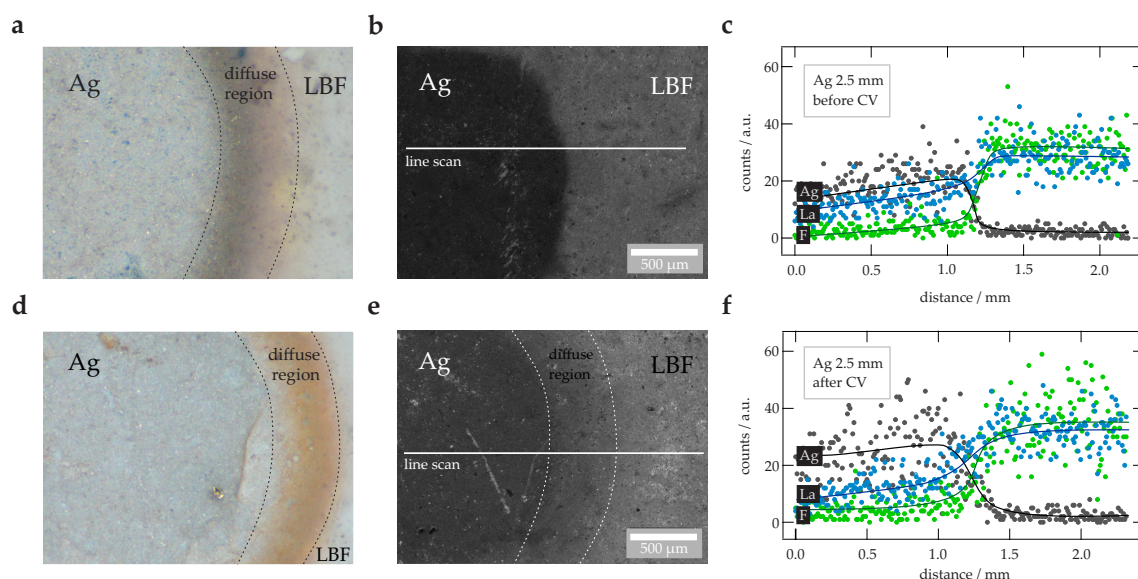 a
Ag
diffuse
region
LBF
b
Ag
LBF
line scan
500 µm
c
60
40
20
0
counts / a.u.
Ag 2.5 mm
before CV
Ag
La
F
0.0 0.5 1.0 1.5 2.0
distance / mm
d
Ag
diffuse
region
LBF
e
Ag
diffuse
region
LBF
line scan
500 µm
f
60
40
20
0
counts / a.u.
Ag 2.5 mm
after CV
Ag
La
F
0.0 0.5 1.0 1.5 2.0
distance / mm